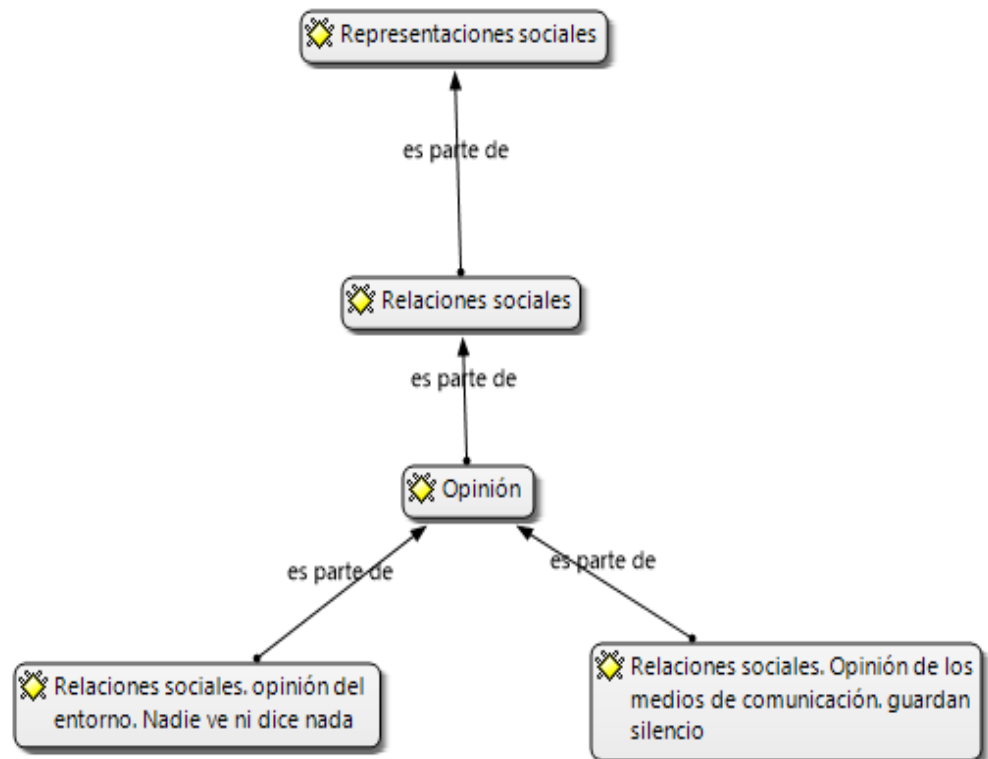 Representaciones sociales
es parte de
Relaciones sociales
es parte de
Opinión
es parte de
es parte de
Relaciones sociales. opinión del
entorno. Nadie ve ni dice nada
Relaciones sociales. Opinión de los
medios de comunicación. guardan
silencio